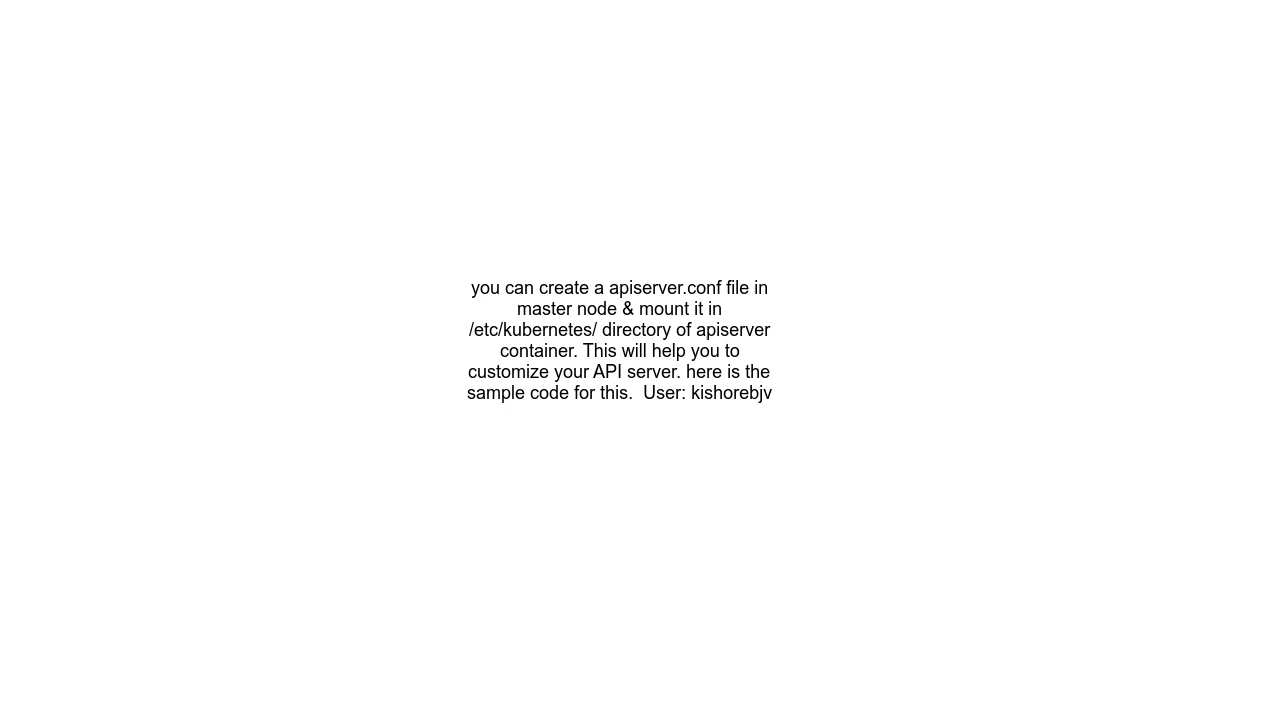 you can create a apiserver.conf file in
master node & mount it in
/etc/kubernetes/ directory of apiserver
container. This will help you to
customize your API server. here is the
sample code for this.  User: kishorebjv